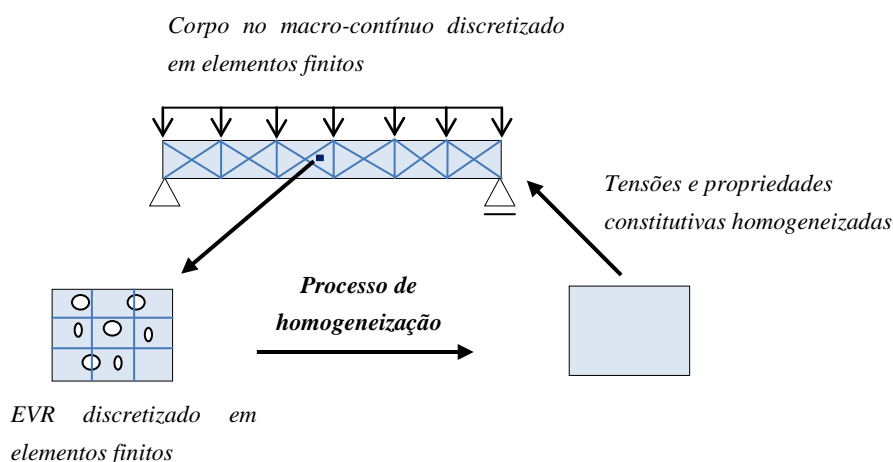 Corpo no macro-contínuo discretizado
em elementos finitos
Tensões e propriedades
constitutivas homogeneizadas
Processo de
homogeneização
EVR discretizado em
elementos finitos